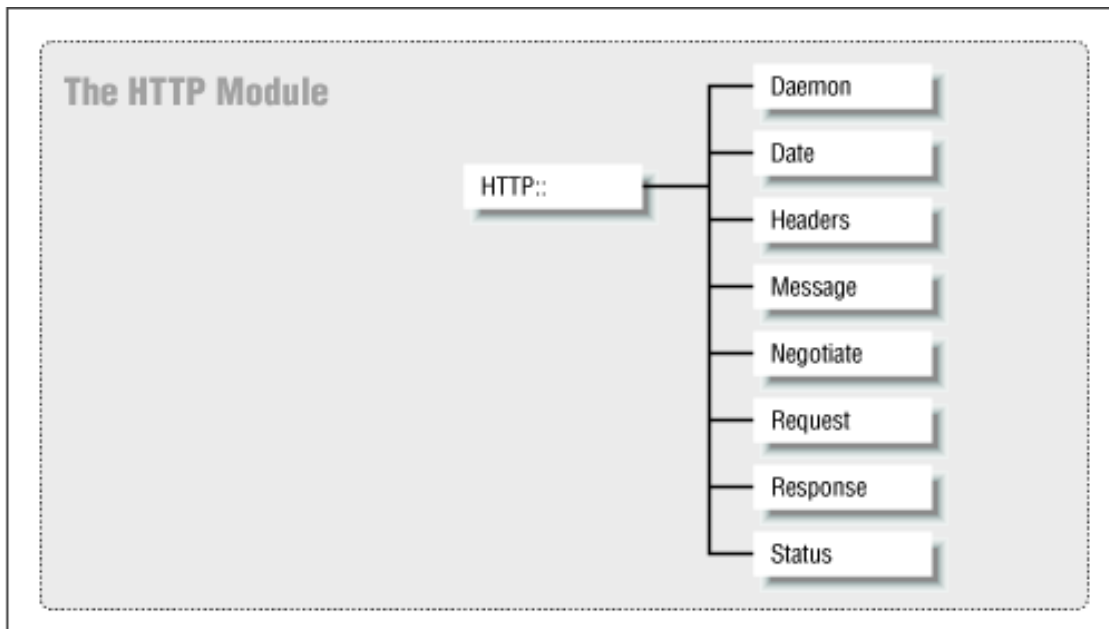 The HTTP Module
HTTP::
Daemon
Date
Headers
Message
Negotiate
Request
Response
Status